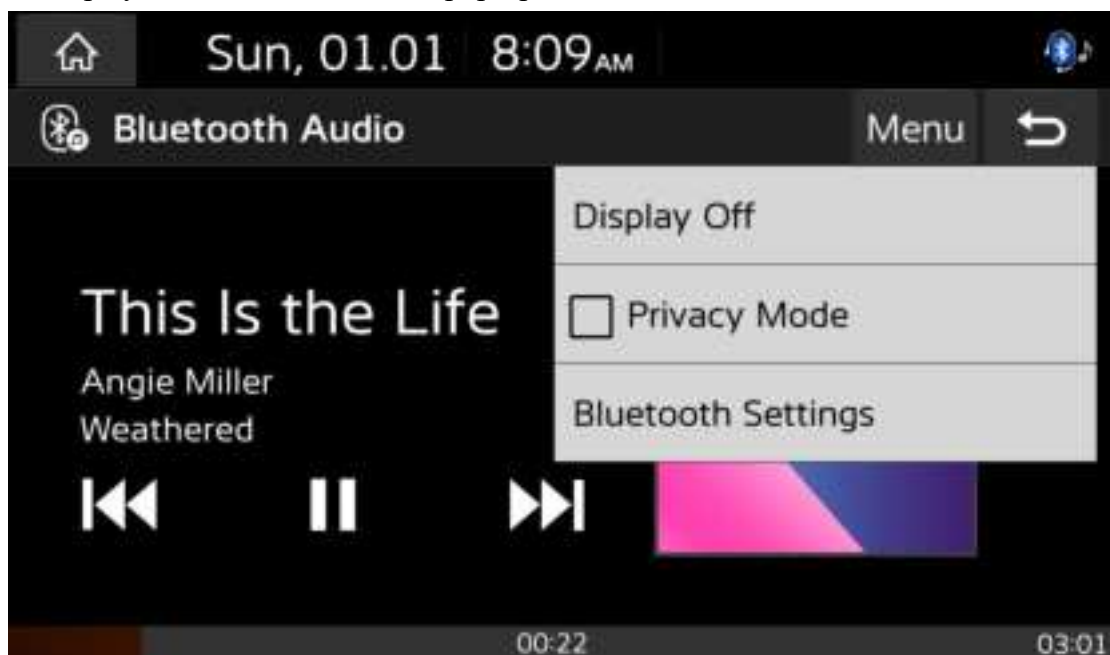 Sun, 01.01 8:09AM
Bluetooth Audio Menu
Display Off
This Is the Life
Privacy Mode
Angie Miller
Weathered
Bluetooth Settings
00:22 03:01